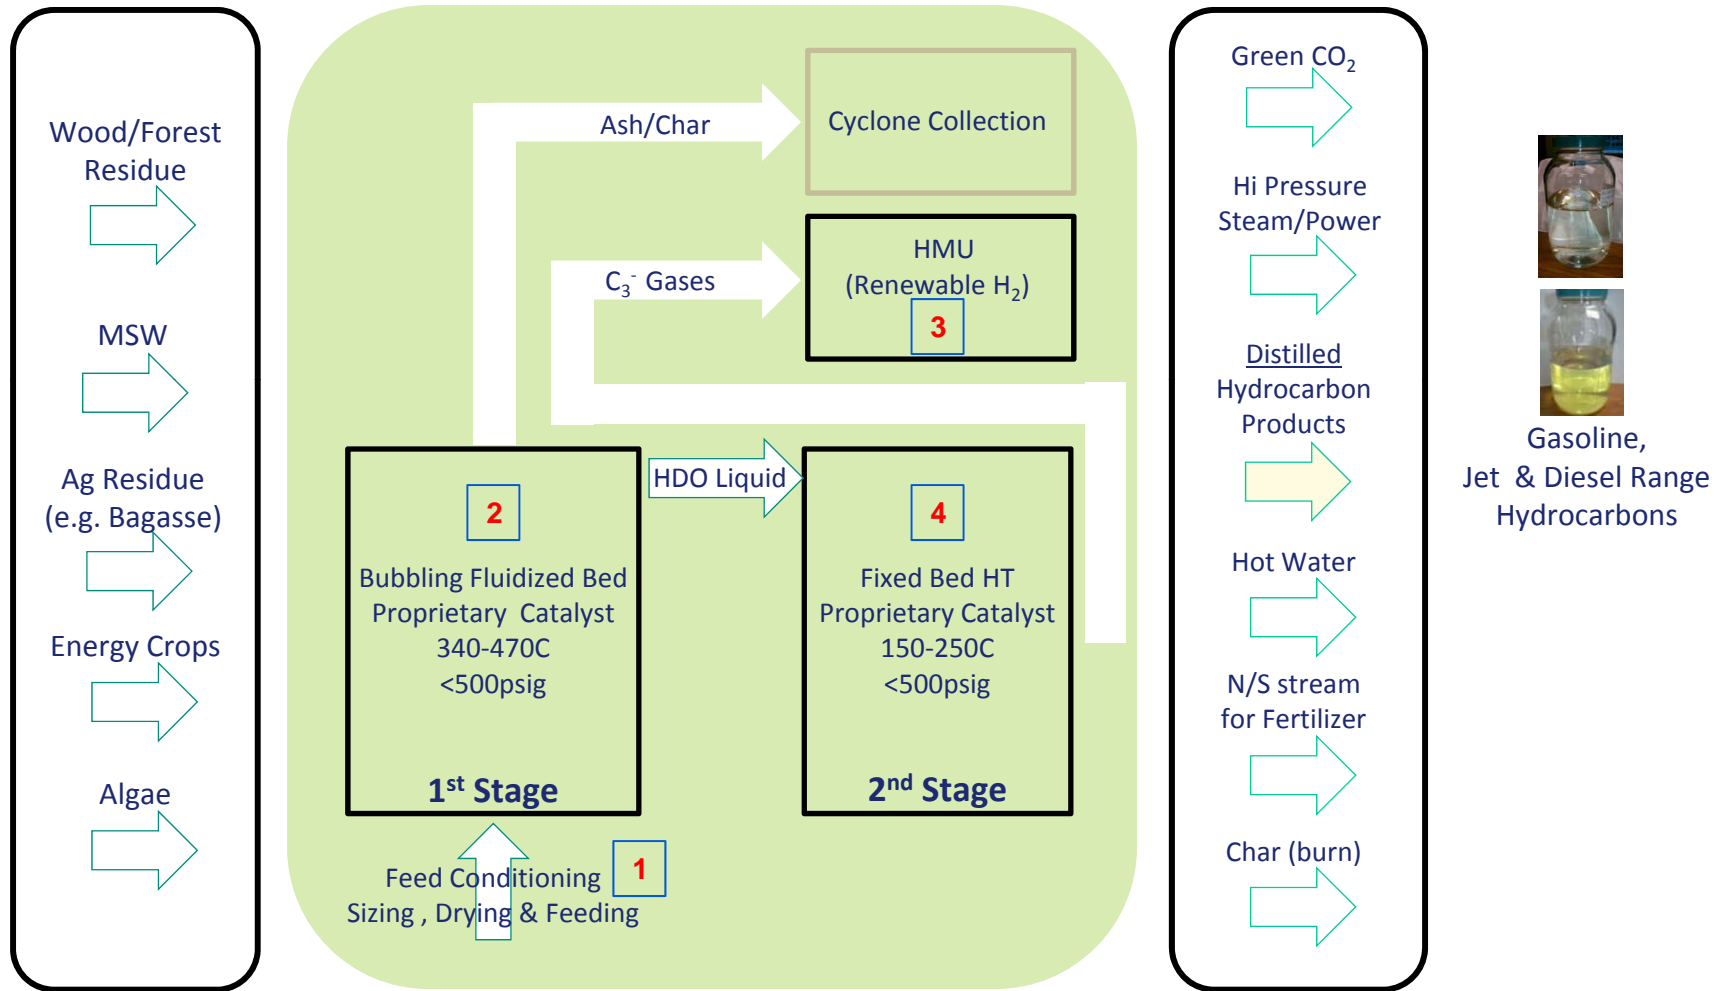 Wood/Forest
Residue
MSW
Ag Residue
(e.g. Bagasse)
Energy Crops
Algae
Ash/Char
Cyclone Collection
C₃⁻ Gases
HMU
(Renewable H₂)
3
HDO Liquid
2
Bubbling Fluidized Bed
Proprietary Catalyst
340-470C
<500psig
1st Stage
4
Fixed Bed HT
Proprietary Catalyst
150-250C
<500psig
2nd Stage
1
Feed Conditioning
Sizing , Drying & Feeding
Green CO₂
Hi Pressure
Steam/Power
Distilled
Hydrocarbon
Products
Hot Water
N/S stream
for Fertilizer
Char (burn)
Gasoline,
Jet & Diesel Range
Hydrocarbons